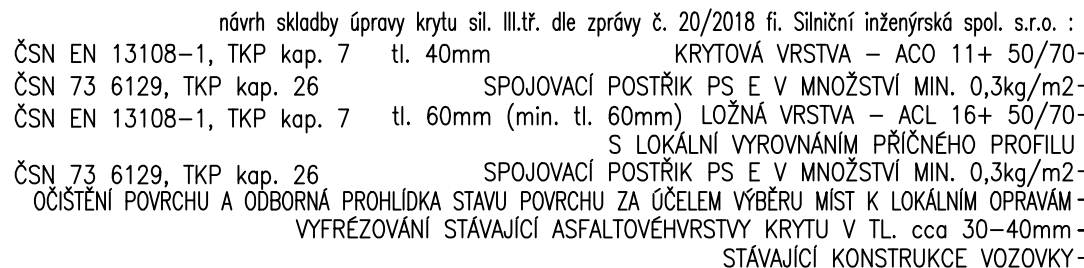 návrh skladby úpravy krytu sil. III.tř. dle zprávy č. 20/2018 fi. Silniční inženýrská spol. s.r.o. :
ČSN EN 13108-1, TKP kap. 7 tl. 40mm KRYTOVÁ VRSTVA - ACO 11+ 50/70-
ČSN 73 6129, TKP kap. 26 SPOJOVACÍ POSTŘIK PS E V MNOŽSTVÍ MIN. 0,3kg/m2-
ČSN EN 13108-1, TKP kap. 7 tl. 60mm (min. tl. 60mm) LOŽNÁ VRSTVA - ACL 16+ 50/70-
S LOKÁLNÍ VYROVNÁNÍM PŘÍČNÉHO PROFILU
ČSN 73 6129, TKP kap. 26 SPOJOVACÍ POSTŘIK PS E V MNOŽSTVÍ MIN. 0,3kg/m2-
OČIŠTĚNÍ POVRCHU A ODBORNÁ PROHLÍDKA STAVU POVRCHU ZA ÚČELEM VÝBĚRU MÍST K LOKÁLNÍM OPRAVÁM-
VYFRÉZOVÁNÍ STÁVAJÍCÍ ASFALTOVÉHVRSTVY KRYTU V TL. cca 30-40mm-
STÁVAJÍCÍ KONSTRUKCE VOZOVKY-